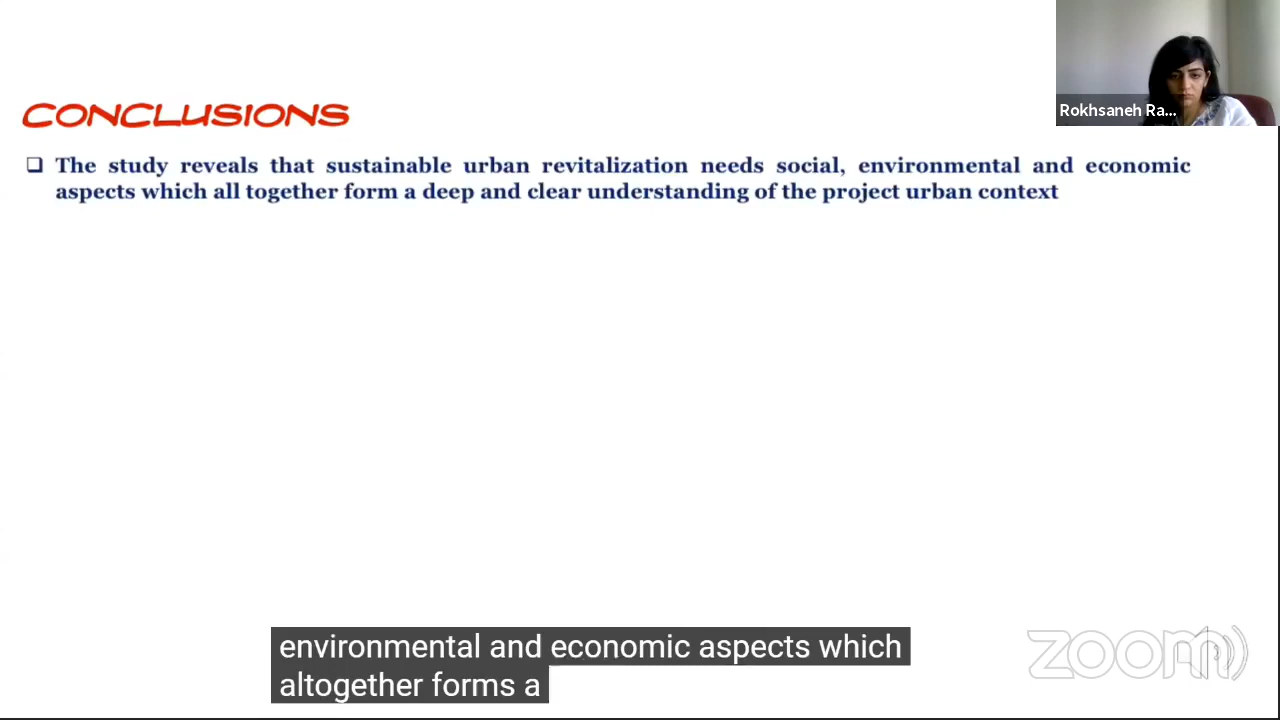 Rokhsaneh Ra...
CONCLUSIONS
❑ The study reveals that sustainable urban revitalization needs social, environmental and economic
aspects which all together form a deep and clear understanding of the project urban context
environmental and economic aspects which
altogether forms a
zoom